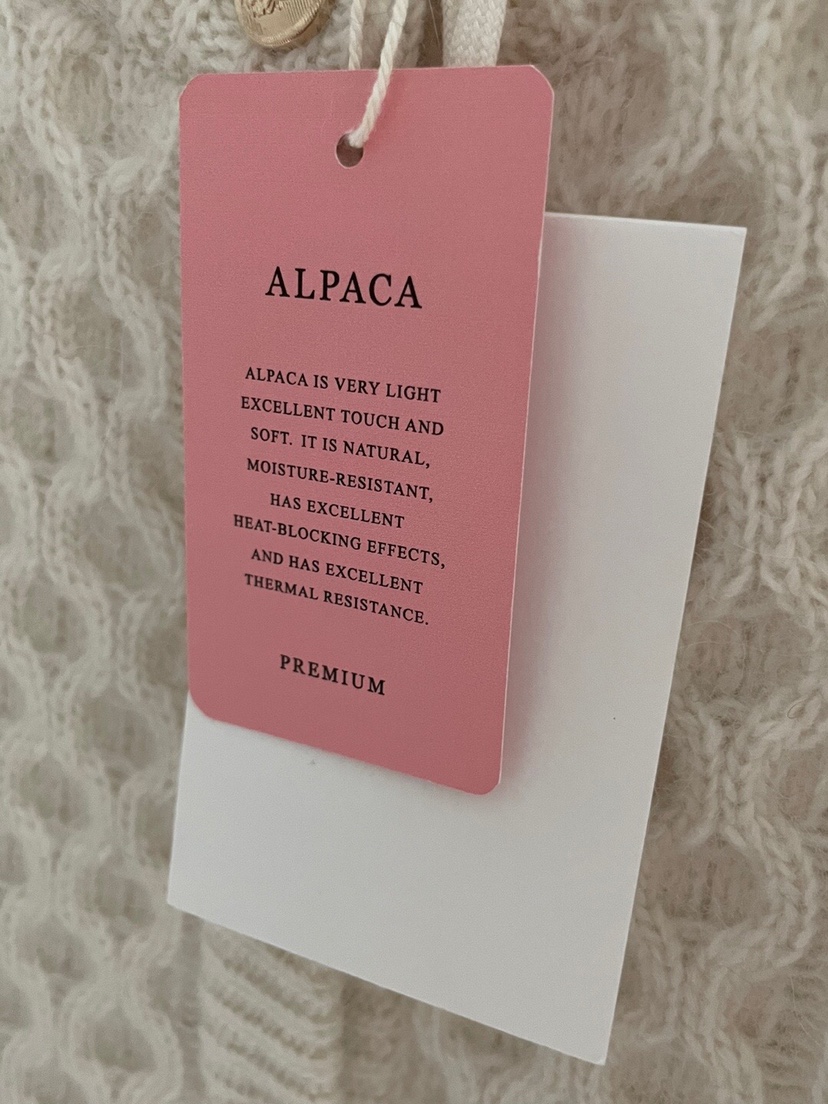 ALPACA
ALPACA IS VERY LIGHT
EXCELLENT TOUCH AND
SOFT. IT IS NATURAL,
MOISTURE-RESISTANT,
HAS EXCELLENT
HEAT-BLOCKING EFFECTS,
AND HAS EXCELLENT
THERMAL RESISTANCE.
PREMIUM